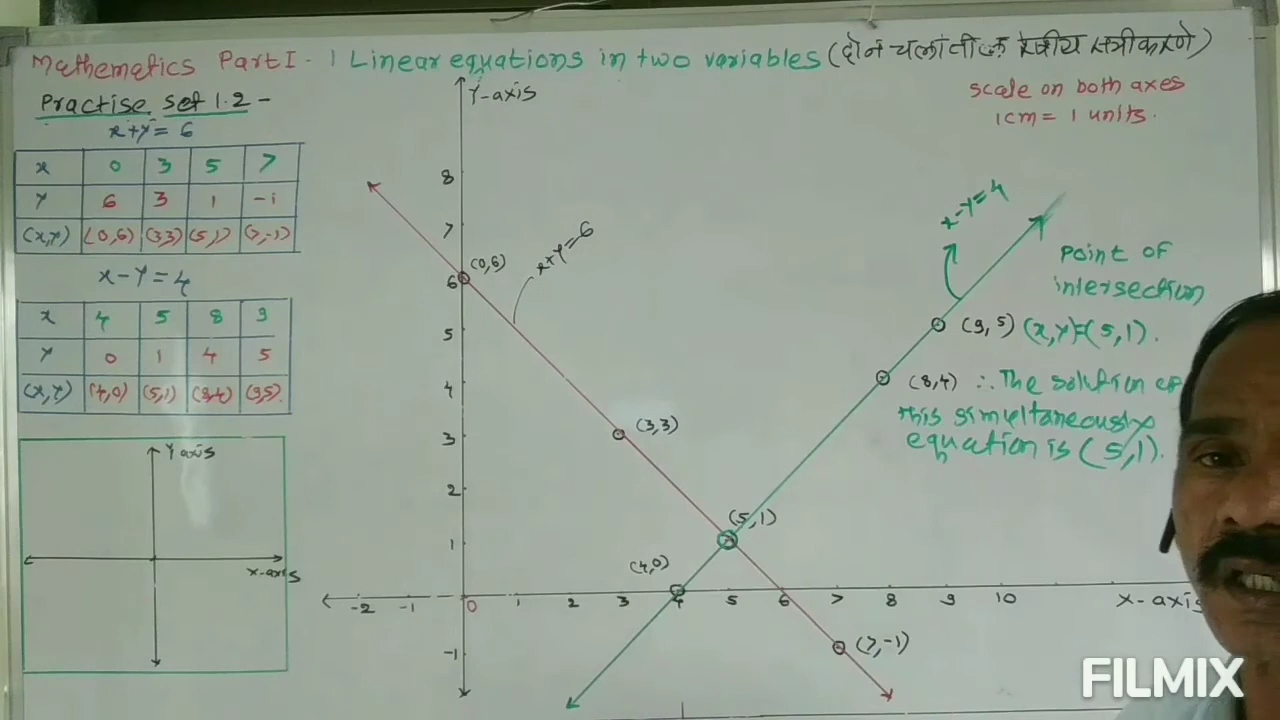 Mathematics Part I - 1 Linear equations in two variables (दोन चलांतील रेषीय समीकरणे)
Practise Set 1.2 -
scale on both axes
1cm = 1 units.
x+y = 6
x 0 3 5 7
y 6 3 1 -1
(x,y) (0,6) (3,3) (5,1) (7,-1)
x-y = 4
x 4 5 8 9
y 0 1 4 5
(x,y) (4,0) (5,1) (8,4) (9,5)
Y axis
x-axis
Y-axis
8
7
6
5
4
3
2
1
-1
-2 -1 0 1 2 3 4 5 6 7 8 9 10
x-axis
(0,6)
x+y=6
(3,3)
(5,1)
(4,0)
(7,-1)
x-y=4
(9,5)
(8,4)
Point of
intersection
(x,y)=(5,1).
∴ The solution of
this simultaneously
equation is (5,1).
FILMIX